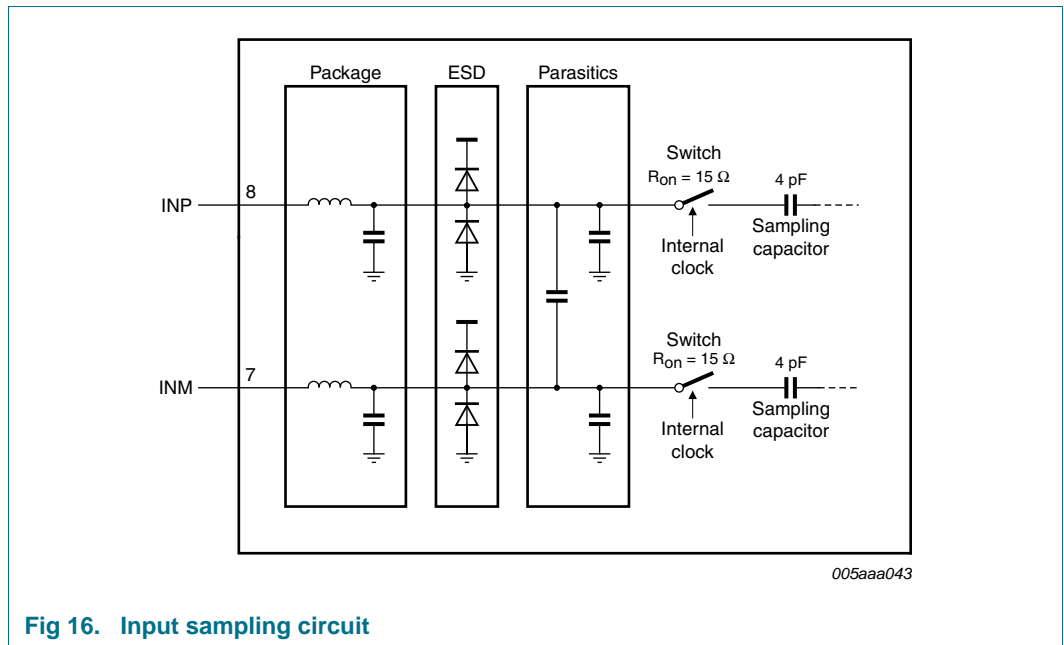 Package
ESD
Parasitics
Switch
Ron = 15 Ω
4 pF
INP
8
Sampling
capacitor
Internal
clock
Switch
Ron = 15 Ω
4 pF
INM
7
Sampling
capacitor
Internal
clock
005aaa043
Fig 16. Input sampling circuit